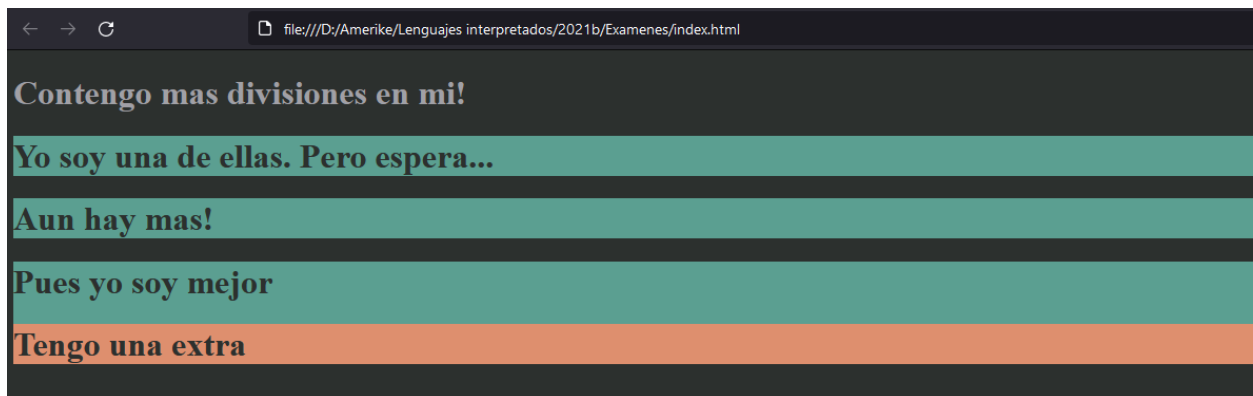 file:///D:/Amerike/Lenguajes interpretados/2021b/Examenes/index.html
Contengo mas divisiones en mi!
Yo soy una de ellas. Pero espera...
Aun hay mas!
Pues yo soy mejor
Tengo una extra